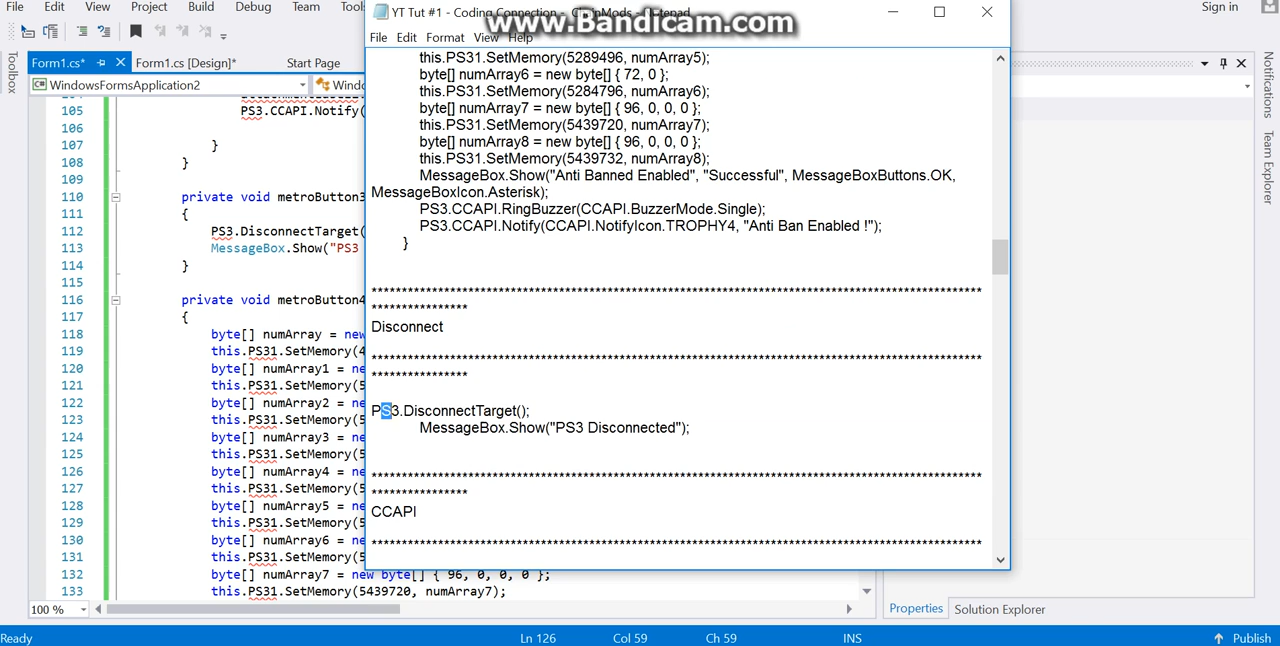 File Edit View Project Build Debug Team Tools
Sign in
Toolbox
Form1.cs* Form1.cs [Design]* Start Page
WindowsFormsApplication2
105 PS3.CCAPI.Notify(
106
107 }
108 }
109
110 private void metroButton3
111 {
112 PS3.DisconnectTarget(
113 MessageBox.Show("PS3
114 }
115
116 private void metroButton4
117 {
118 byte[] numArray = new
119 this.PS31.SetMemory(4
120 byte[] numArray1 = ne
121 this.PS31.SetMemory(5
122 byte[] numArray2 = ne
123 this.PS31.SetMemory(5
124 byte[] numArray3 = ne
125 this.PS31.SetMemory(5
126 byte[] numArray4 = ne
127 this.PS31.SetMemory(5
128 byte[] numArray5 = ne
129 this.PS31.SetMemory(5
130 byte[] numArray6 = ne
131 this.PS31.SetMemory(5
132 byte[] numArray7 = new byte[] { 96, 0, 0, 0 };
133 this.PS31.SetMemory(5439720, numArray7);
100 %
YT Tut #1 - Coding Connection - Notepad
www.Bandicam.com
File Edit Format View Help
this.PS31.SetMemory(5289496, numArray5);
byte[] numArray6 = new byte[] { 72, 0 };
this.PS31.SetMemory(5284796, numArray6);
byte[] numArray7 = new byte[] { 96, 0, 0, 0 };
this.PS31.SetMemory(5439720, numArray7);
byte[] numArray8 = new byte[] { 96, 0, 0, 0 };
this.PS31.SetMemory(5439732, numArray8);
MessageBox.Show("Anti Banned Enabled", "Successful", MessageBoxButtons.OK,
MessageBoxIcon.Asterisk);
PS3.CCAPI.RingBuzzer(CCAPI.BuzzerMode.Single);
PS3.CCAPI.Notify(CCAPI.NotifyIcon.TROPHY4, "Anti Ban Enabled !");
}
Disconnect
PS3.DisconnectTarget();
MessageBox.Show("PS3 Disconnected");
CCAPI
Notifications
Team Explorer
Properties Solution Explorer
Ready Ln 126 Col 59 Ch 59 INS Publish